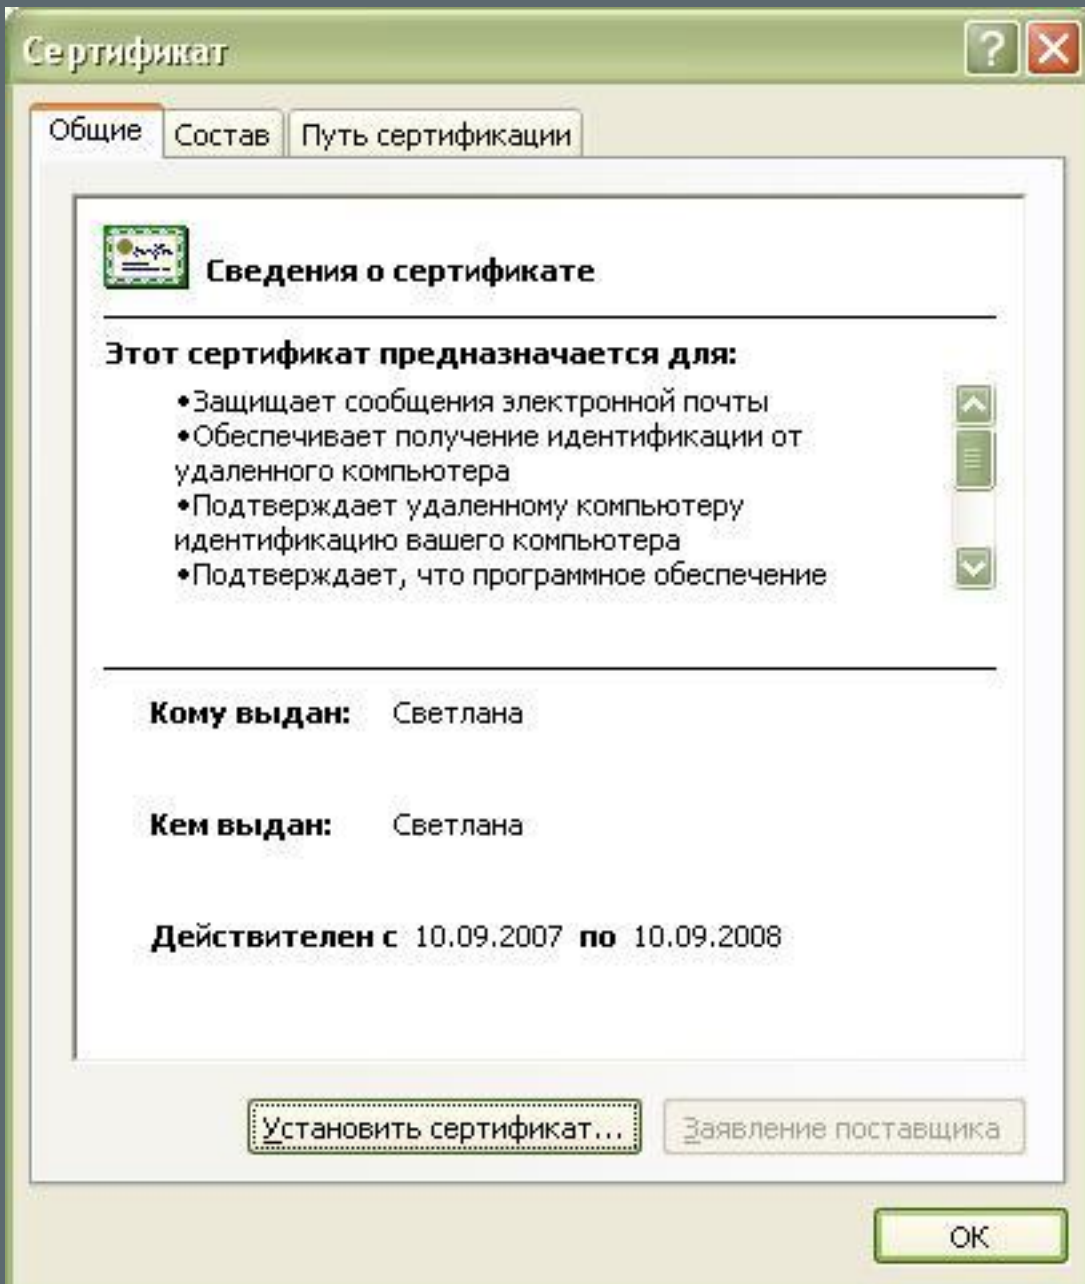 Сертификат
Общие Состав Путь сертификации
Сведения о сертификате
Этот сертификат предназначается для:
•Защищает сообщения электронной почты
•Обеспечивает получение идентификации от
удаленного компьютера
•Подтверждает удаленному компьютеру
идентификацию вашего компьютера
•Подтверждает, что программное обеспечение
Кому выдан: Светлана
Кем выдан: Светлана
Действителен с 10.09.2007 по 10.09.2008
Установить сертификат... Заявление поставщика
ОК